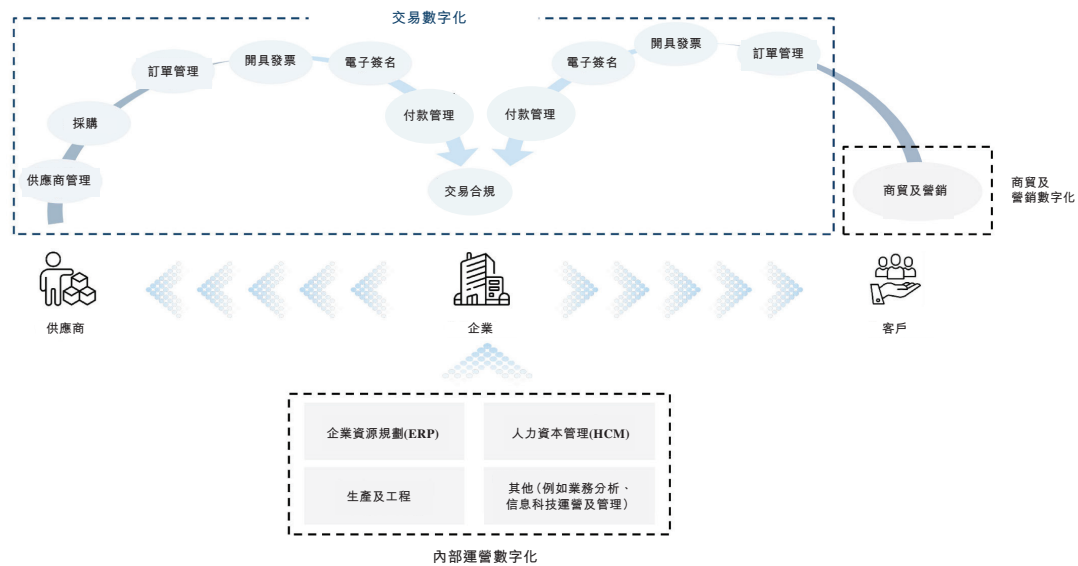 交易數字化
訂單管理
開具發票
電子簽名
電子簽名
開具發票
訂單管理
採購
付款管理
付款管理
供應商管理
交易合規
商貿及營銷
商貿及
營銷數字化
供應商
企業
客戶
企業資源規劃(ERP)
人力資本管理(HCM)
生產及工程
其他(例如業務分析、
信息科技運營及管理)
內部運營數字化